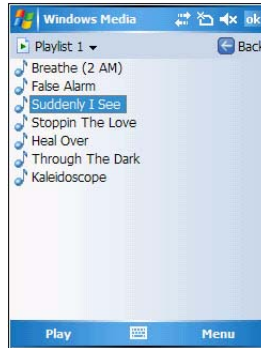 Windows Media ok
Playlist 1 Back
Breathe (2 AM)
False Alarm
Suddenly I See
Stoppin The Love
Heal Over
Through The Dark
Kaleidoscope
Play Menu